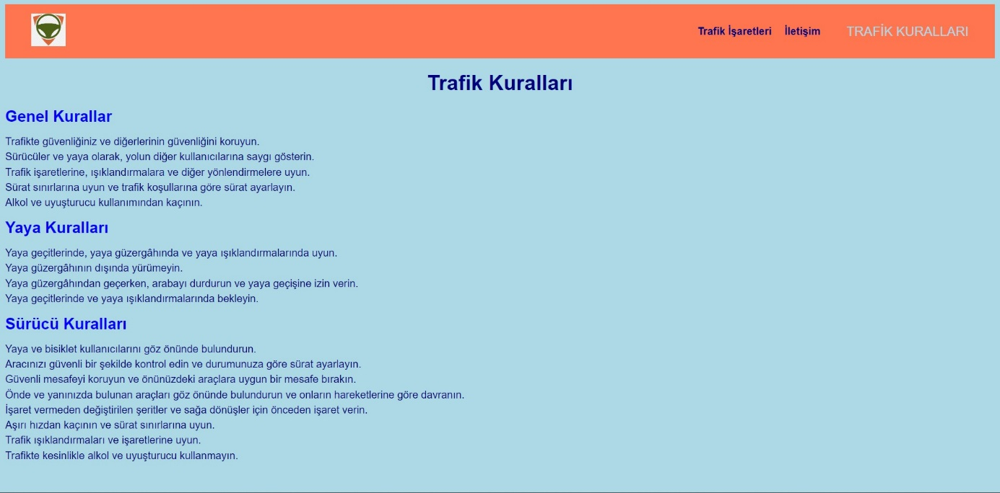 Trafik İşaretleri İletişim TRAFİK KURALLARI
Trafik Kuralları
Genel Kurallar
Trafikte güvenliğiniz ve diğerlerinin güvenliğini koruyun.
Sürücüler ve yaya olarak, yolun diğer kullanıcılarına saygı gösterin.
Trafik işaretlerine, ışıklandırmalara ve diğer yönlendirmelere uyun.
Sürat sınırlarına uyun ve trafik koşullarına göre sürat ayarlayın.
Alkol ve uyuşturucu kullanımından kaçının.
Yaya Kuralları
Yaya geçitlerinde, yaya güzergâhında ve yaya ışıklandırmalarında uyun.
Yaya güzergâhının dışında yürümeyin.
Yaya güzergâhından geçerken, arabayı durdurun ve yaya geçişine izin verin.
Yaya geçitlerinde ve yaya ışıklandırmalarında bekleyin.
Sürücü Kuralları
Yaya ve bisiklet kullanıcılarını göz önünde bulundurun.
Aracınızı güvenli bir şekilde kontrol edin ve durumunuza göre sürat ayarlayın.
Güvenli mesafeyi koruyun ve önünüzdeki araçlara uygun bir mesafe bırakın.
Önde ve yanınızda bulunan araçları göz önünde bulundurun ve onların hareketlerine göre davranın.
İşaret vermeden değiştirilen şeritler ve sağa dönüşler için önceden işaret verin.
Aşırı hızdan kaçının ve sürat sınırlarına uyun.
Trafik ışıklandırmaları ve işaretlerine uyun.
Trafikte kesinlikle alkol ve uyuşturucu kullanmayın.